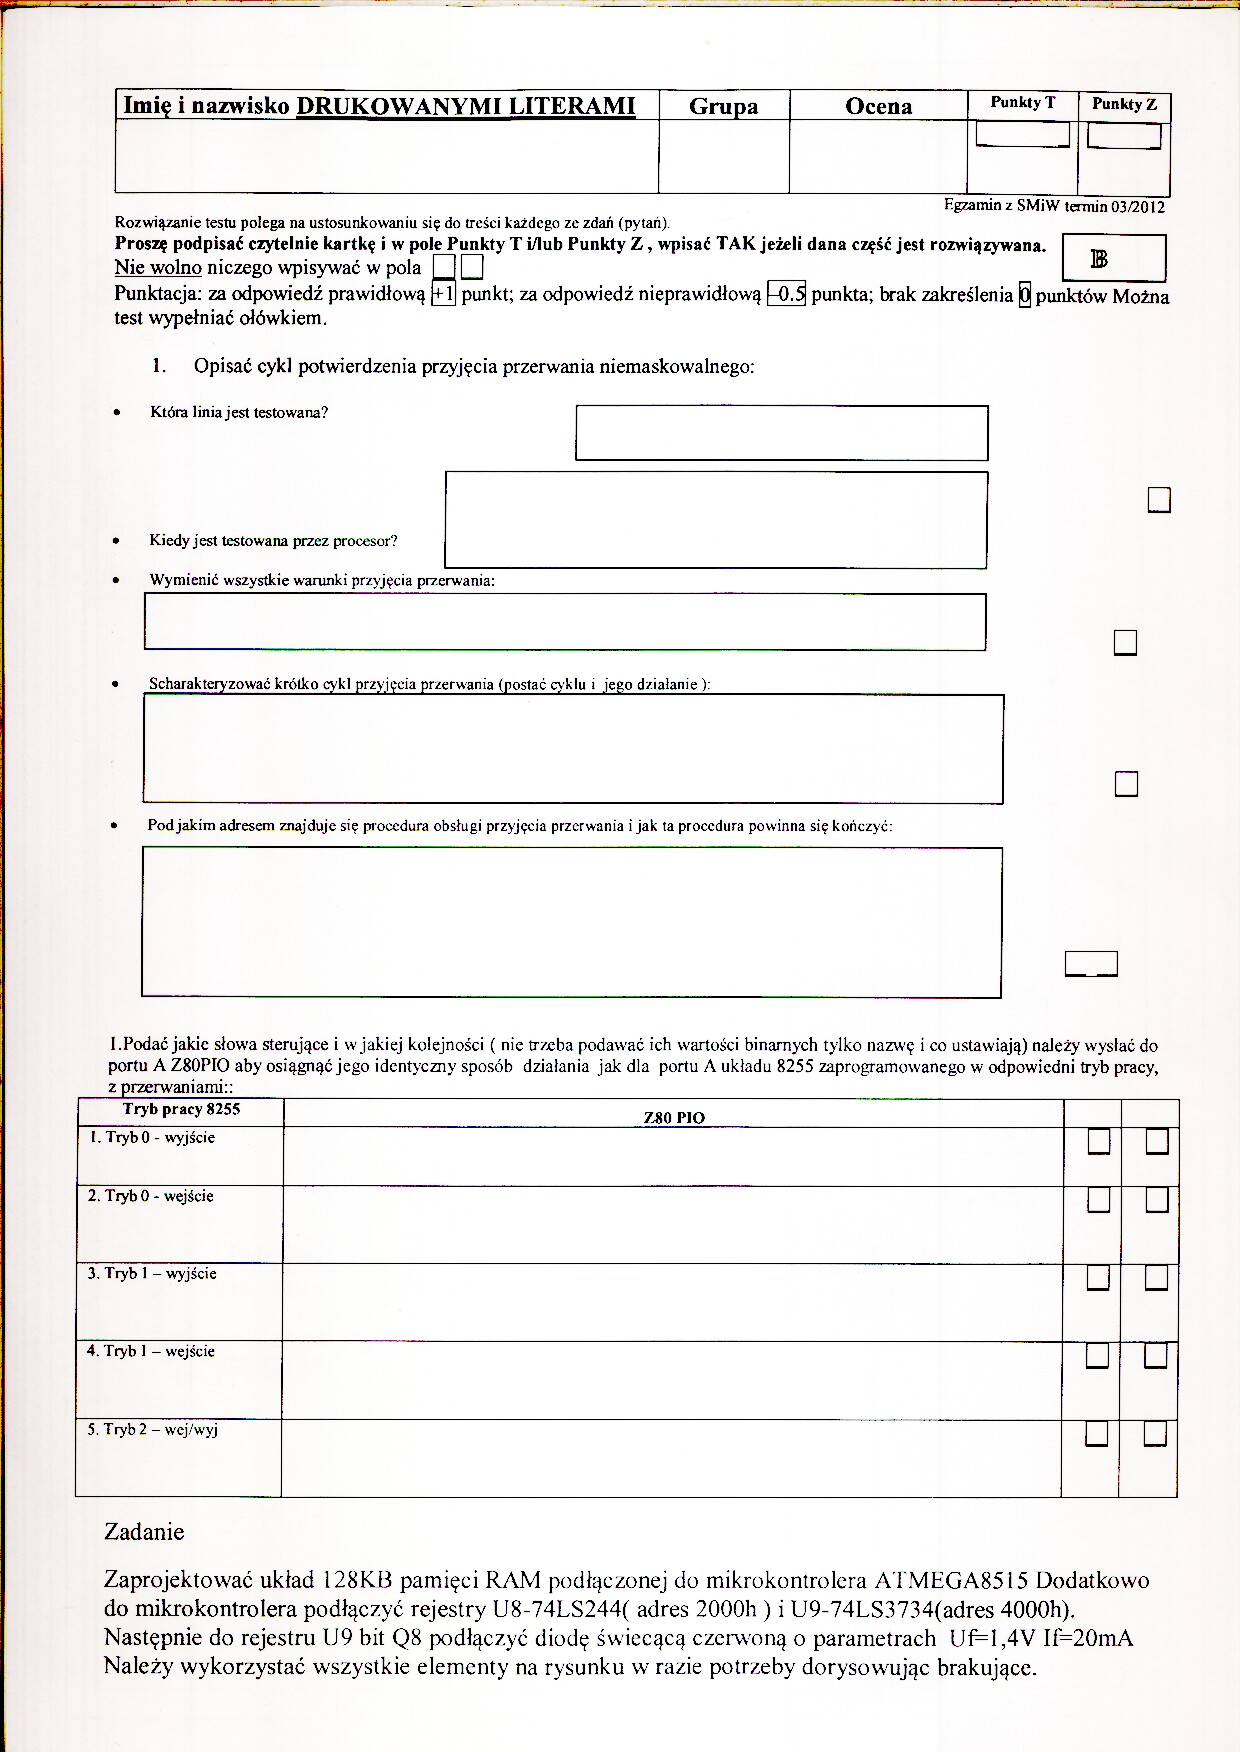 Imię i nazwisko DRUKOWANYMI LITERAMI Grupa Ocena Punkty T Punkty Z
Egzamin z SMiW termin 03/2012
Rozwiązanie testu polega na ustosunkowaniu się do treści każdego ze zdań (pytań).
Proszę podpisać czytelnie kartkę i w pole Punkty T i/lub Punkty Z , wpisać TAK jeżeli dana część jest rozwiązywana.
B
Nie wolno niczego wpisywać w pola
Punktacja: za odpowiedź prawidłową +1 punkt; za odpowiedź nieprawidłową -0.5 punkta; brak zakreślenia 0 punktów Można
test wypełniać ołówkiem.
1. Opisać cykl potwierdzenia przyjęcia przerwania niemaskowalnego:
• Która linia jest testowana?
• Kiedy jest testowana przez procesor?
• Wymienić wszystkie warunki przyjęcia przerwania:
• Scharakteryzować krótko cykl przyjęcia przerwania (postać cyklu i jego działanie ):
• Pod jakim adresem znajduje się procedura obsługi przyjęcia przerwania i jak ta procedura powinna się kończyć:
1.Podać jakie słowa sterujące i w jakiej kolejności ( nie trzeba podawać ich wartości binarnych tylko nazwę i co ustawiają) należy wysłać do
portu A Z80PIO aby osiągnąć jego identyczny sposób działania jak dla portu A układu 8255 zaprogramowanego w odpowiedni tryb pracy,
z przerwaniami::
Tryb pracy 8255 Z80 PIO
1. Tryb 0 - wyjście
2. Tryb 0 - wejście
3. Tryb 1 – wyjście
4. Tryb 1 – wejście
5. Tryb 2 – wej/wyj
Zadanie
Zaprojektować układ 128KB pamięci RAM podłączonej do mikrokontrolera ATMEGA8515 Dodatkowo
do mikrokontrolera podłączyć rejestry U8-74LS244( adres 2000h ) i U9-74LS3734(adres 4000h).
Następnie do rejestru U9 bit Q8 podłączyć diodę świecącą czerwoną o parametrach Uf=1,4V If=20mA
Należy wykorzystać wszystkie elementy na rysunku w razie potrzeby dorysowując brakujące.